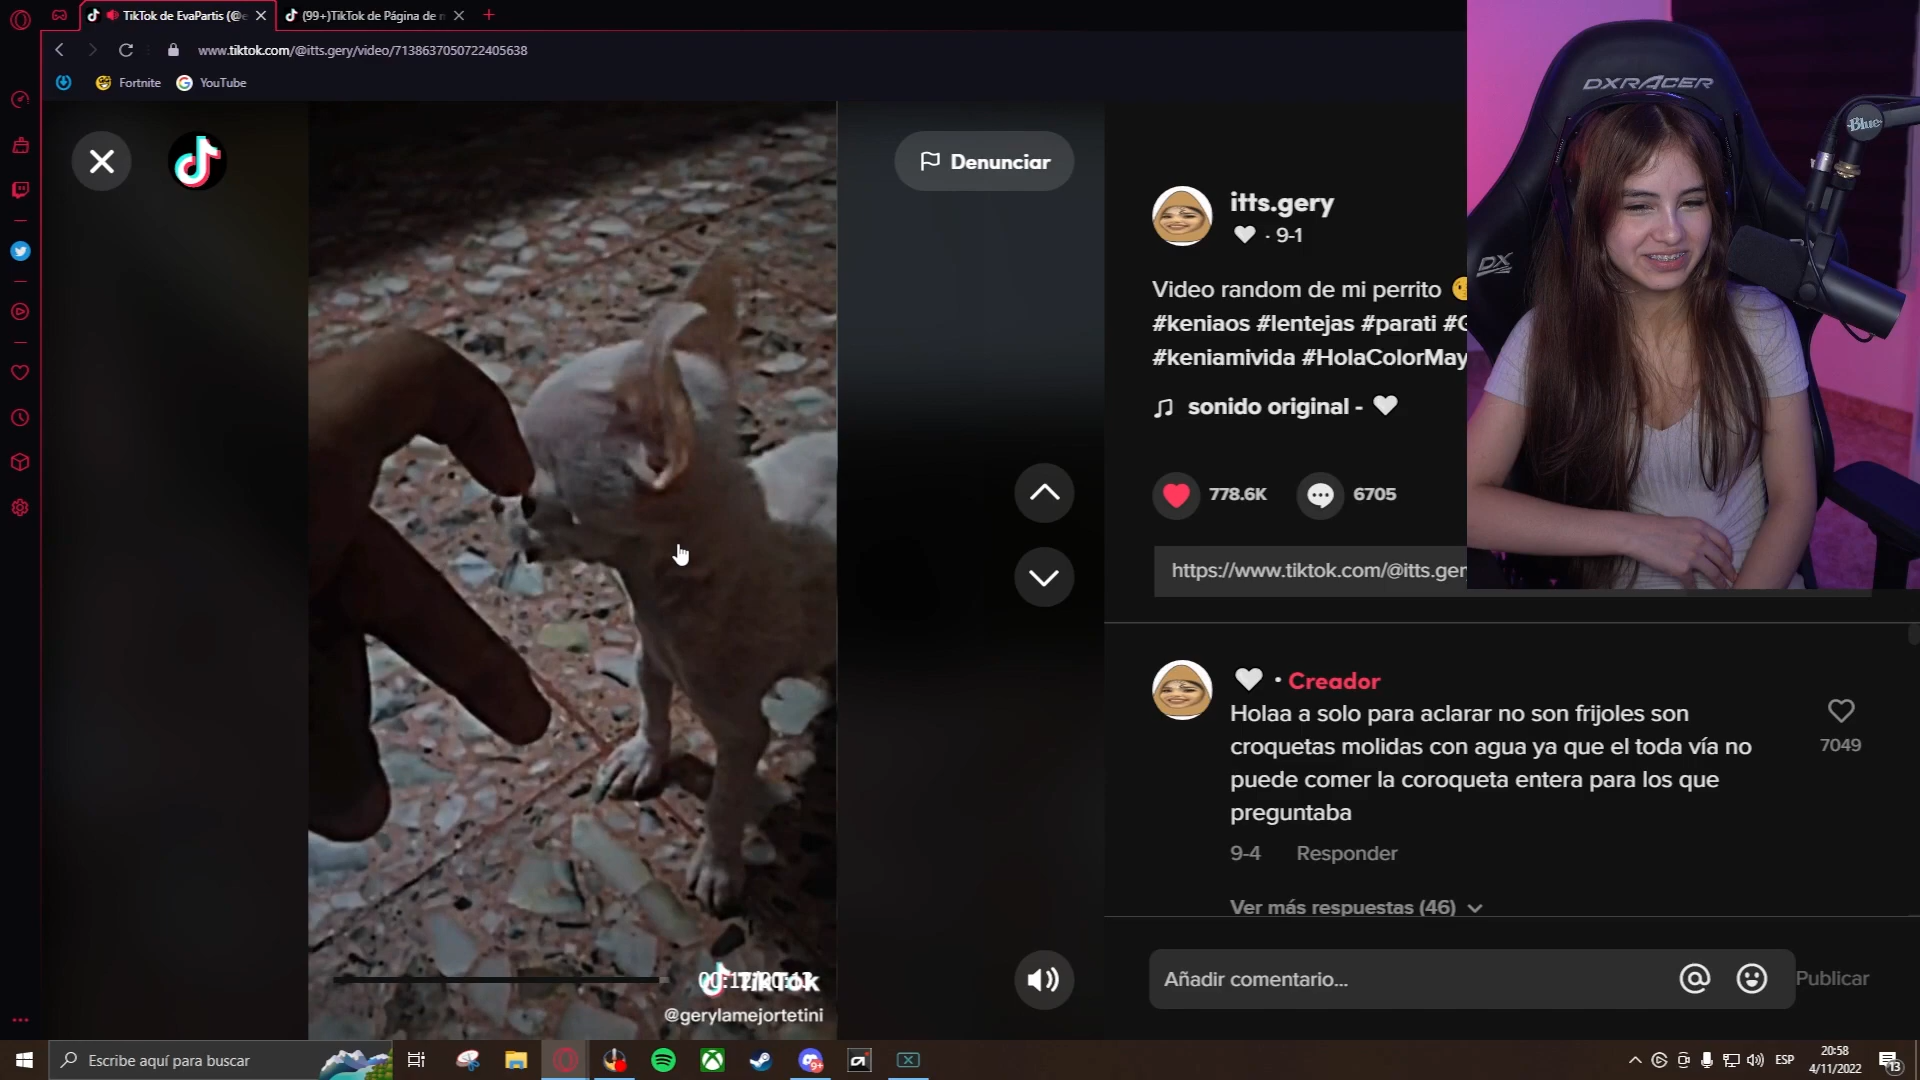 TikTok de EvaPartis (@e
(99+)TikTok de Página de n
www.tiktok.com/@itts.gery/video/7138637050722405638
Fortnite
YouTube
Denunciar
itts.gery
· 9-1
Video random de mi perrito
#keniaos #lentejas #parati
#keniamivida #HolaColorMay
sonido original -
778.6K
6705
https://www.tiktok.com/@itts.ger
· Creador
Holaa a solo para aclarar no son frijoles son
croquetas molidas con agua ya que el toda vía no
puede comer la coroqueta entera para los que
preguntaba
7049
9-4 Responder
Ver más respuestas (46)
Añadir comentario...
Publicar
TikTok
@gerylamejortetini
DXRACER
DX
Blue
Escribe aquí para buscar
9+
ESP
20:58
4/11/2022
13